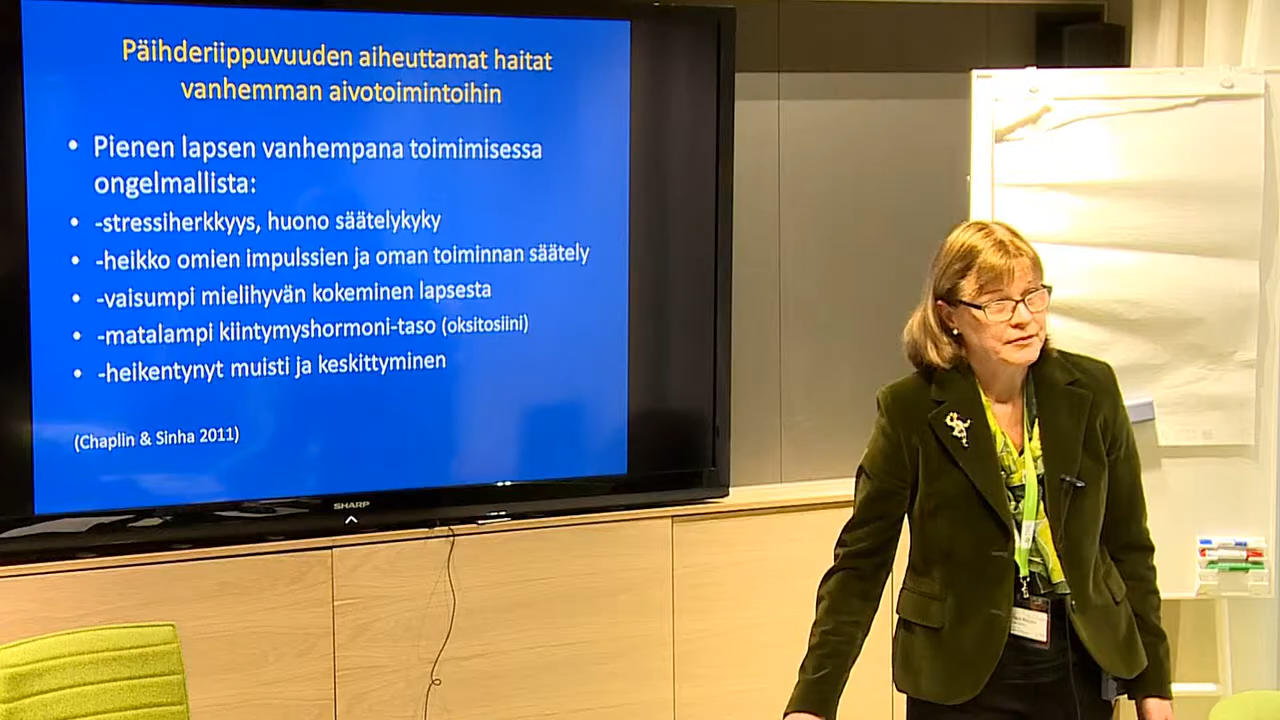 Päihderiippuvuuden aiheuttamat haitat
vanhemman aivotoimintoihin
• Pienen lapsen vanhempana toimimisessa
ongelmallista:
• -stressiherkkyys, huono säätelykyky
• -heikko omien impulssien ja oman toiminnan säätely
• -vaisumpi mielihyvän kokeminen lapsesta
• -matalampi kiintymyshormoni-taso (oksitosiini)
• -heikentynyt muisti ja keskittyminen
(Chaplin & Sinha 2011)
SHARP